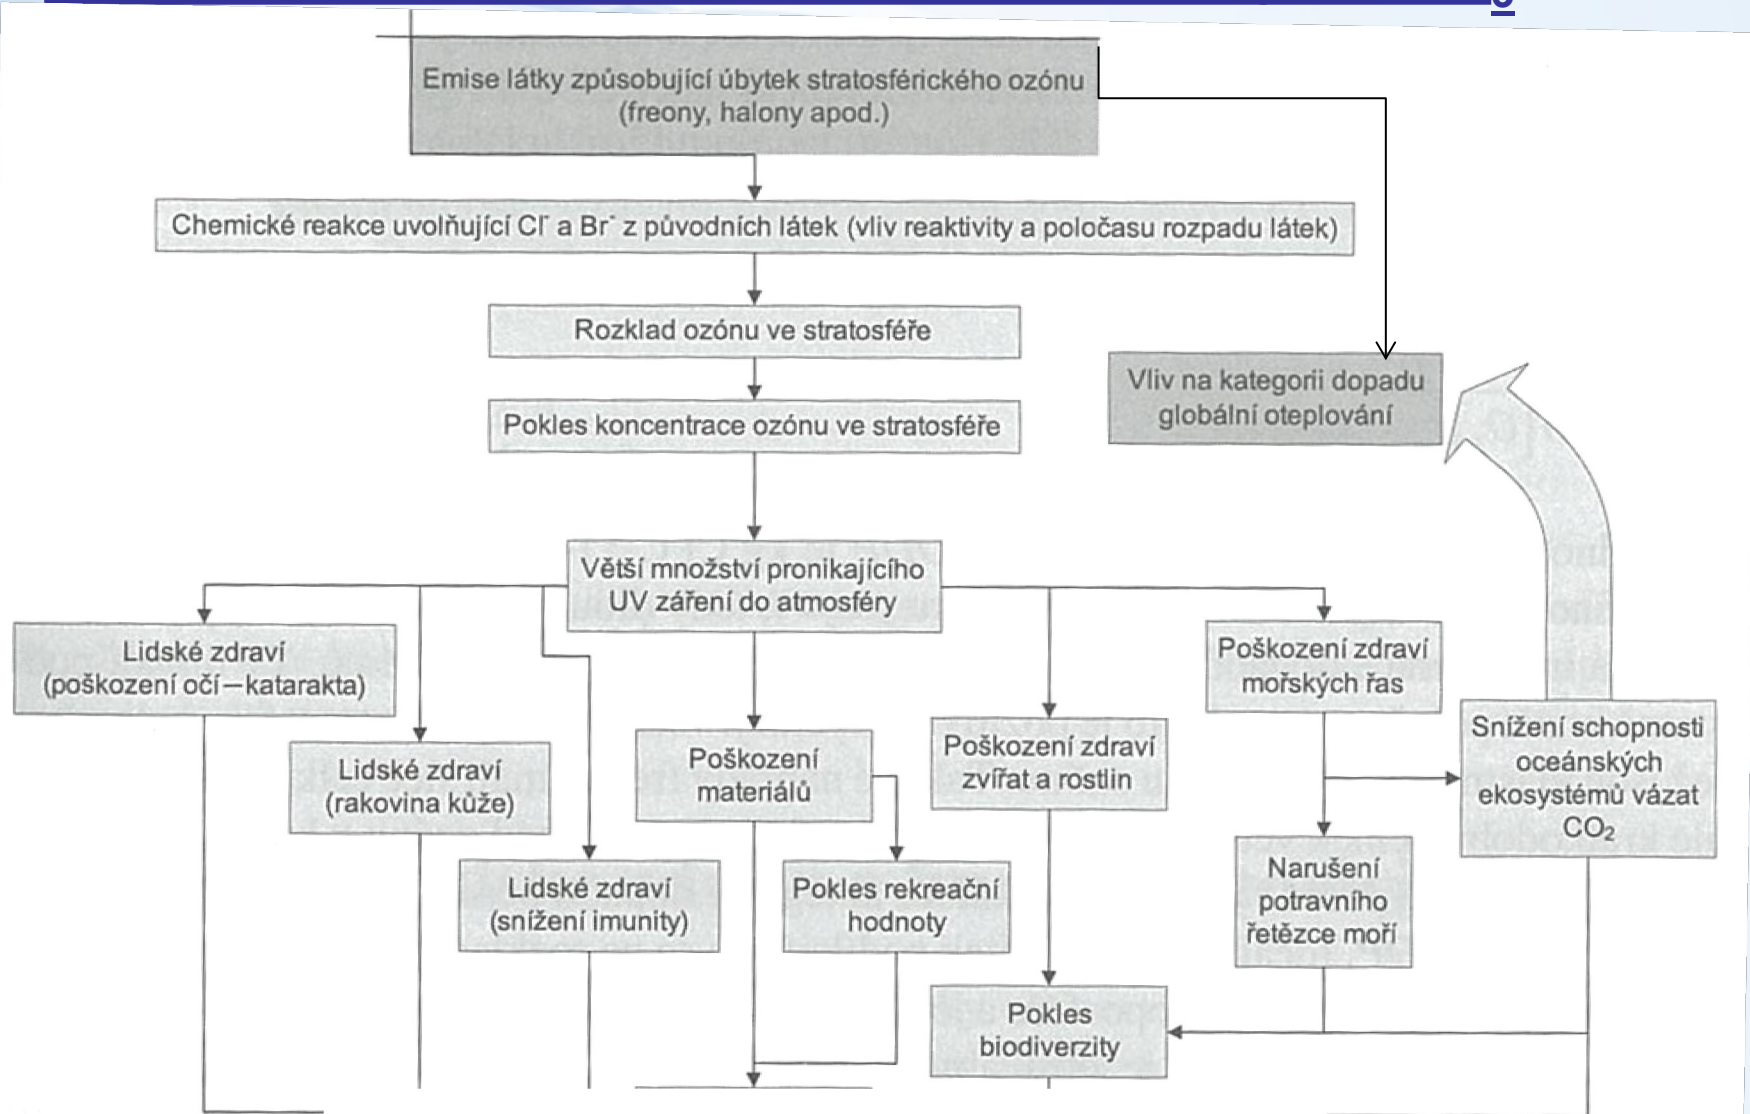 Emise látky způsobující úbytek stratosférického ozónu
(freony, halony apod.)
Chemické reakce uvolňující Cl⁻ a Br⁻ z původních látek (vliv reaktivity a poločasu rozpadu látek)
Rozklad ozónu ve stratosféře
Vliv na kategorii dopadu
globální oteplování
Pokles koncentrace ozónu ve stratosféře
Větší množství pronikajícího
UV záření do atmosféry
Lidské zdraví
(poškození očí—katarakta)
Lidské zdraví
(rakovina kůže)
Lidské zdraví
(snížení imunity)
Poškození
materiálů
Pokles rekreační
hodnoty
Poškození zdraví
zvířat a rostlin
Poškození zdraví
mořských řas
Snížení schopnosti
oceánských
ekosystémů vázat
CO₂
Narušení
potravního
řetězce moří
Pokles
biodiverzity